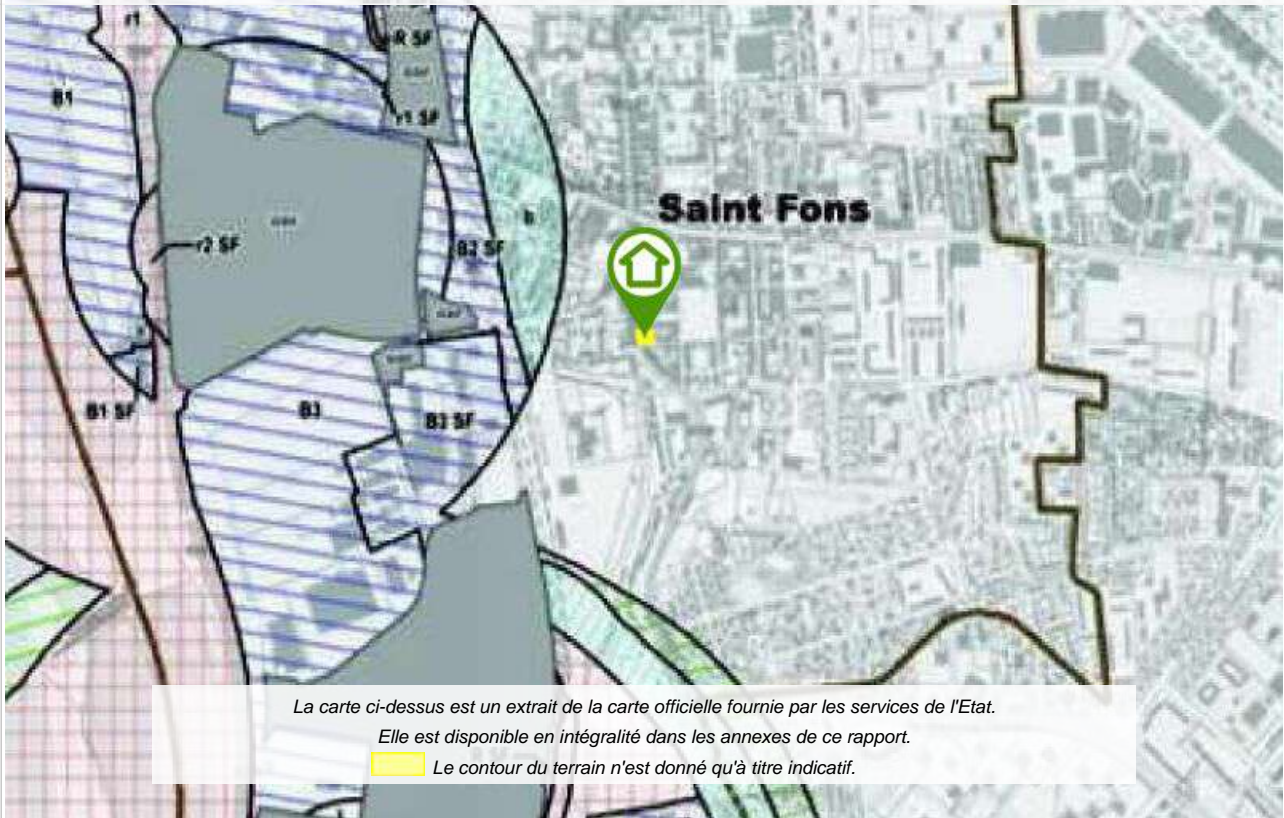 r1
R SF
B1
r1 SF
b
Saint Fons
B2 SF
r2 SF
B1 SF
B3
B3 SF
La carte ci-dessus est un extrait de la carte officielle fournie par les services de l'Etat.
Elle est disponible en intégralité dans les annexes de ce rapport.
Le contour du terrain n'est donné qu'à titre indicatif.